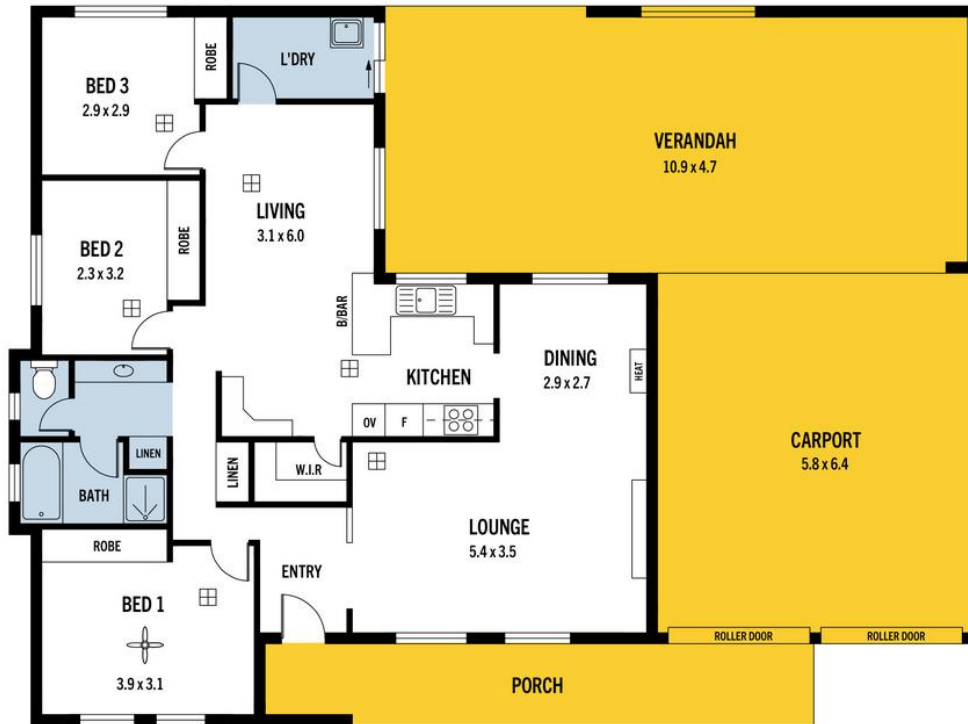 ROBE
L'DRY
BED 3
2.9 x 2.9
VERANDAH
10.9 x 4.7
LIVING
3.1 x 6.0
ROBE
BED 2
2.3 x 3.2
B/BAR
DINING
2.9 x 2.7
HEAT
KITCHEN
OV
F
CARPORT
5.8 x 6.4
LINEN
BATH
LINEN
W.I.R
LOUNGE
5.4 x 3.5
ROBE
ENTRY
BED 1
3.9 x 3.1
ROLLER DOOR
ROLLER DOOR
PORCH